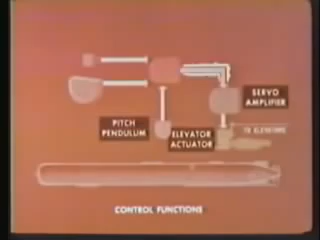 SERVO
AMPLIFIER
PITCH
PENDULUM
ELEVATOR
ACTUATOR
TO ELEVATORS
CONTROL FUNCTIONS